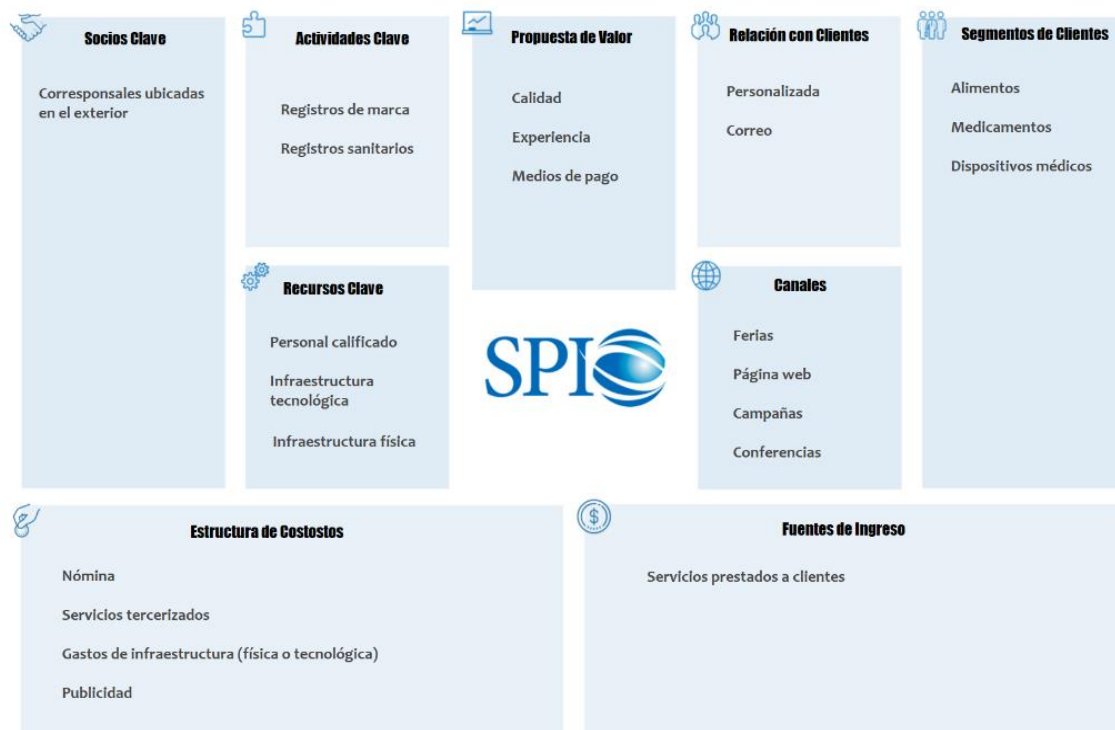 Socios Clave
Corresponsales ubicadas
en el exterior
Actividades Clave
Registros de marca
Registros sanitarios
Recursos Clave
Personal calificado
Infraestructura
tecnológica
Infraestructura física
Propuesta de Valor
Calidad
Experiencia
Medios de pago
SPI
Relación con Clientes
Personalizada
Correo
Canales
Ferias
Página web
Campañas
Conferencias
Segmentos de Clientes
Alimentos
Medicamentos
Dispositivos médicos
Estructura de Costostos
Nómina
Servicios tercerizados
Gastos de infraestructura (física o tecnológica)
Publicidad
$
Fuentes de Ingreso
Servicios prestados a clientes